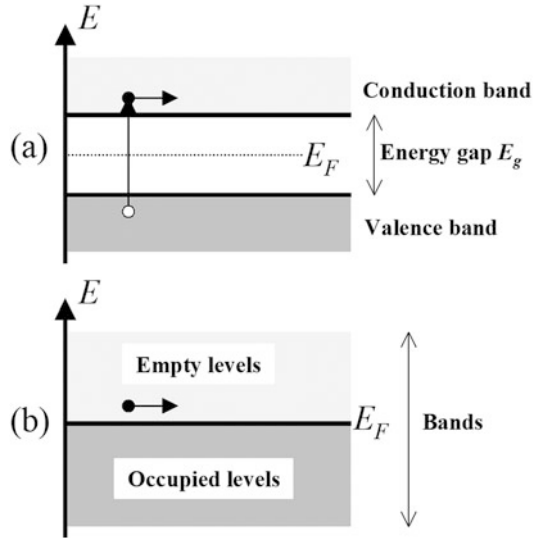 E
Conduction band
(a)
E_F
Energy gap E_g
Valence band
E
Empty levels
(b)
E_F
Bands
Occupied levels